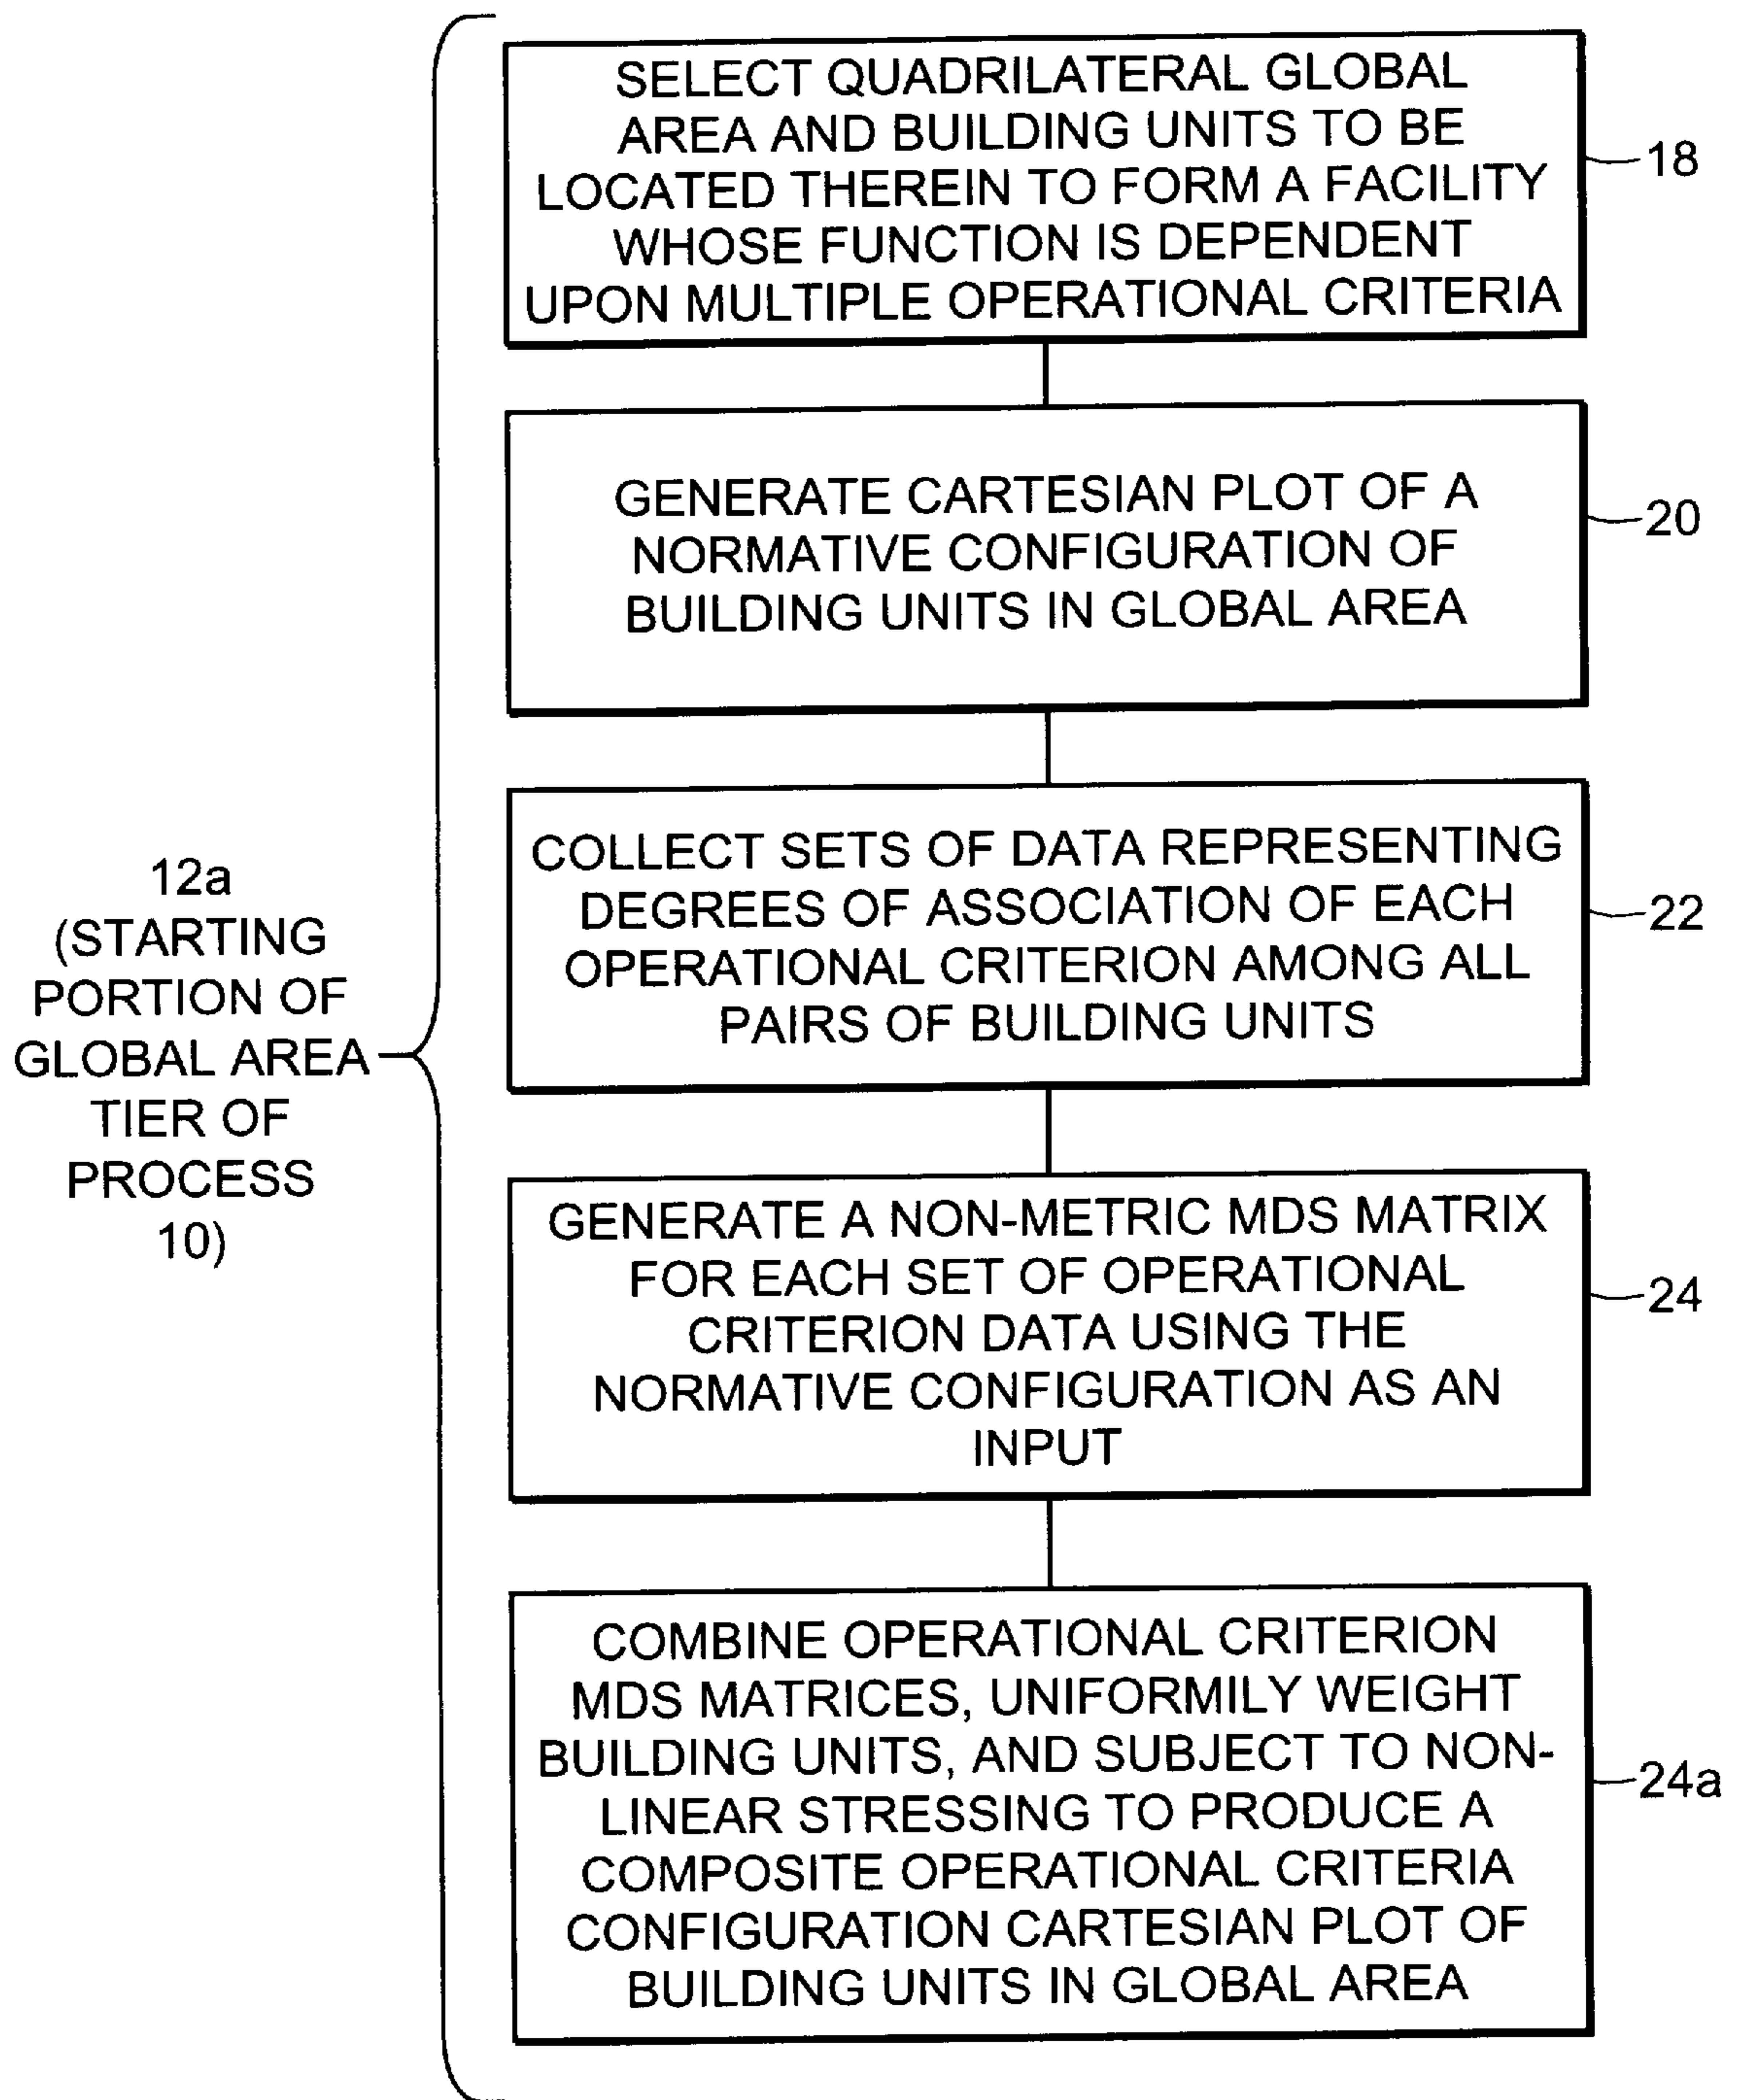 SELECT QUADRILATERAL GLOBAL
AREA AND BUILDING UNITS TO BE
LOCATED THEREIN TO FORM A FACILITY
WHOSE FUNCTION IS DEPENDENT
UPON MULTIPLE OPERATIONAL CRITERIA
18
GENERATE CARTESIAN PLOT OF A
NORMATIVE CONFIGURATION OF
BUILDING UNITS IN GLOBAL AREA
20
COLLECT SETS OF DATA REPRESENTING
DEGREES OF ASSOCIATION OF EACH
OPERATIONAL CRITERION AMONG ALL
PAIRS OF BUILDING UNITS
22
12a
(STARTING
PORTION OF
GLOBAL AREA
TIER OF
PROCESS
10)
GENERATE A NON-METRIC MDS MATRIX
FOR EACH SET OF OPERATIONAL
CRITERION DATA USING THE
NORMATIVE CONFIGURATION AS AN
INPUT
24
COMBINE OPERATIONAL CRITERION
MDS MATRICES, UNIFORMILY WEIGHT
BUILDING UNITS, AND SUBJECT TO NON-
LINEAR STRESSING TO PRODUCE A
COMPOSITE OPERATIONAL CRITERIA
CONFIGURATION CARTESIAN PLOT OF
BUILDING UNITS IN GLOBAL AREA
24a